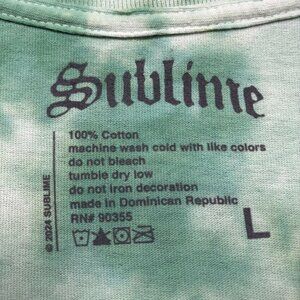 Sublime
100% Cotton
machine wash cold with like colors
do not bleach
tumble dry low
do not iron decoration
made in Dominican Republic
RN# 90355
© 2024 SUBLIME
L